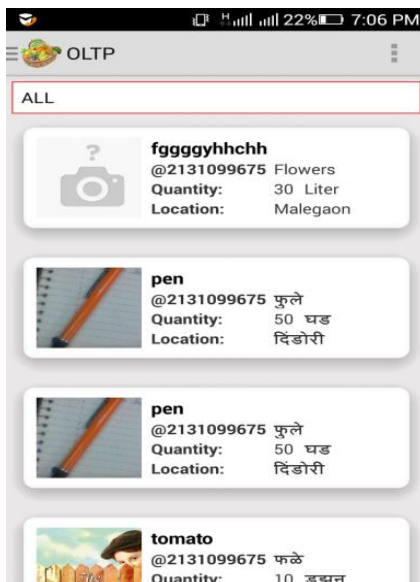 H 22% 7:06 PM
OLTP
ALL
?
fggggyhhchh
@2131099675 Flowers
Quantity: 30 Liter
Location: Malegaon
pen
@2131099675 फुले
Quantity: 50 घड
Location: दिंडोरी
pen
@2131099675 फुले
Quantity: 50 घड
Location: दिंडोरी
tomato
@2131099675 फळे
The
Quantity: 10 डझन